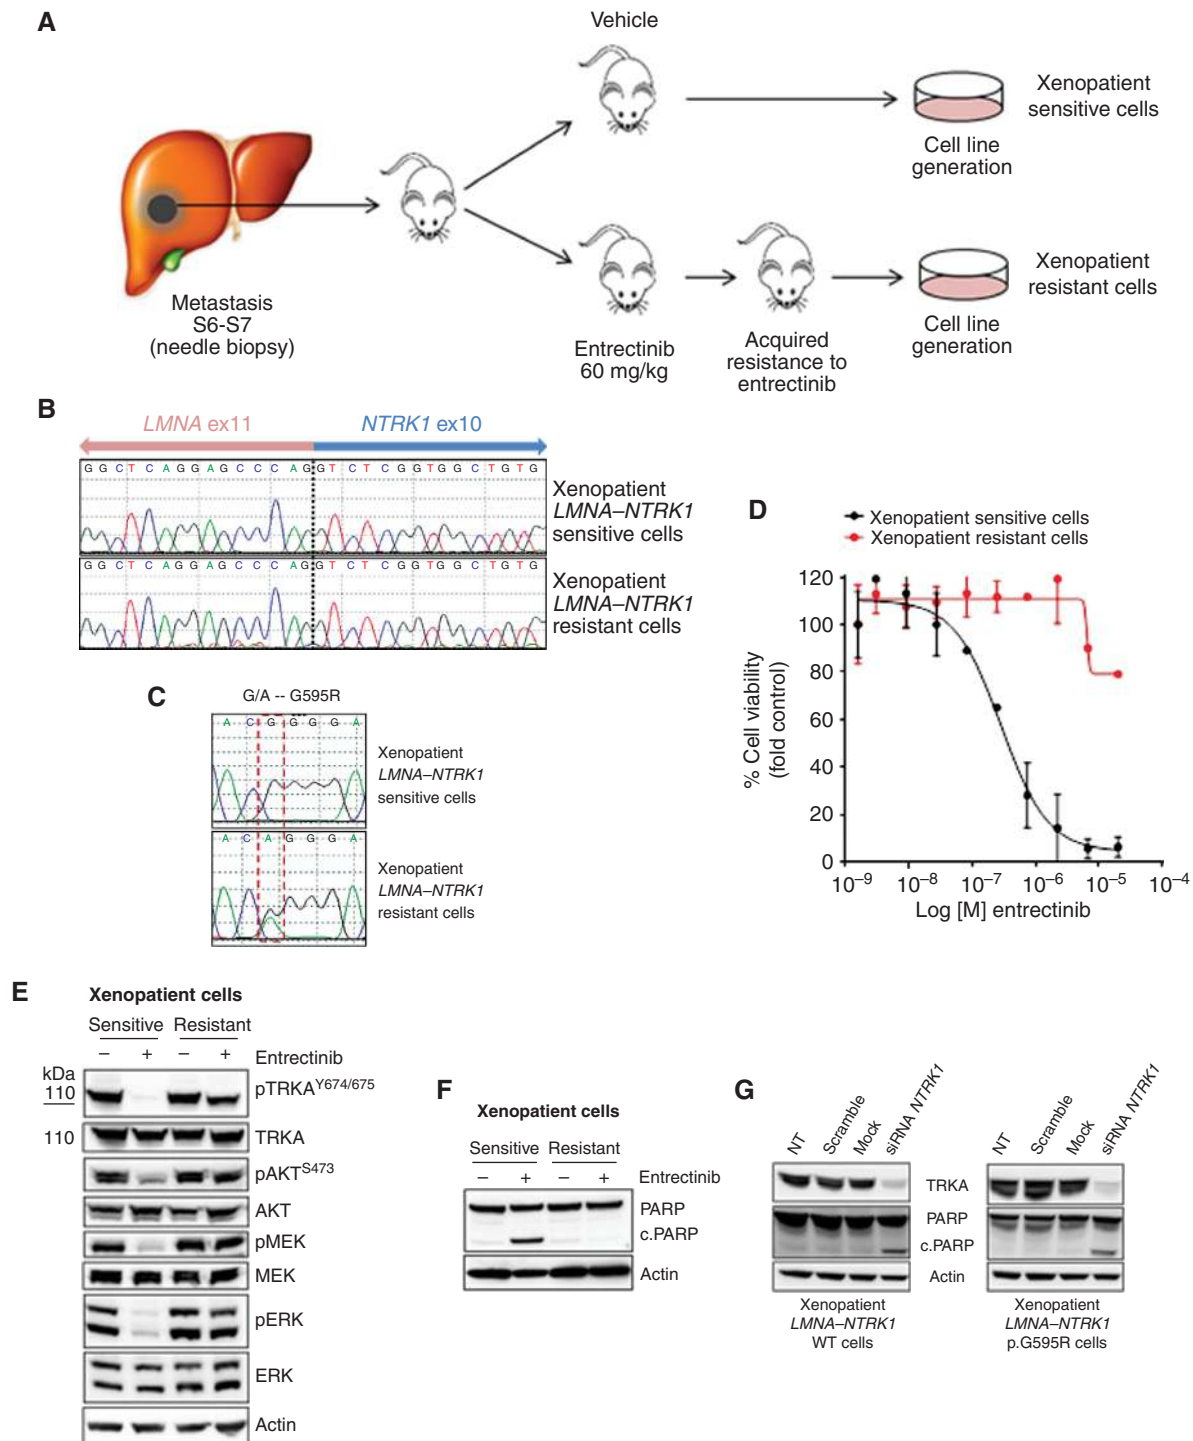 A
Vehicle
Xenopatient
sensitive cells
Cell line
generation
Metastasis
S6-S7
(needle biopsy)
Entrectinib
60 mg/kg
Acquired
resistance to
entrectinib
Xenopatient
resistant cells
Cell line
generation
B
LMNA ex11
NTRK1 ex10
G G C T C A G G A G C C C A G G T C T C G G T G G C T G T G
Xenopatient
LMNA–NTRK1
sensitive cells
G G C T C A G G A G C C C A G G T C T C G G T G G C T G T G
Xenopatient
LMNA–NTRK1
resistant cells
C
G/A -- G595R
A C G G G G A
Xenopatient
LMNA–NTRK1
sensitive cells
A C A G G G A
Xenopatient
LMNA–NTRK1
resistant cells
D
Xenopatient sensitive cells
Xenopatient resistant cells
% Cell viability
(fold control)
120
100
80
60
40
20
0
10⁻⁹ 10⁻⁸ 10⁻⁷ 10⁻⁶ 10⁻⁵ 10⁻⁴
Log [M] entrectinib
E
Xenopatient cells
Sensitive Resistant
– + – + Entrectinib
kDa
110 pTRKA^Y674/675
110 TRKA
pAKT^S473
AKT
pMEK
MEK
pERK
ERK
Actin
F
Xenopatient cells
Sensitive Resistant
– + – + Entrectinib
PARP
c.PARP
Actin
G
NT Scramble Mock siRNA NTRK1
NT Scramble Mock siRNA NTRK1
TRKA
PARP
c.PARP
Actin
Xenopatient
LMNA–NTRK1
WT cells
Xenopatient
LMNA–NTRK1
p.G595R cells